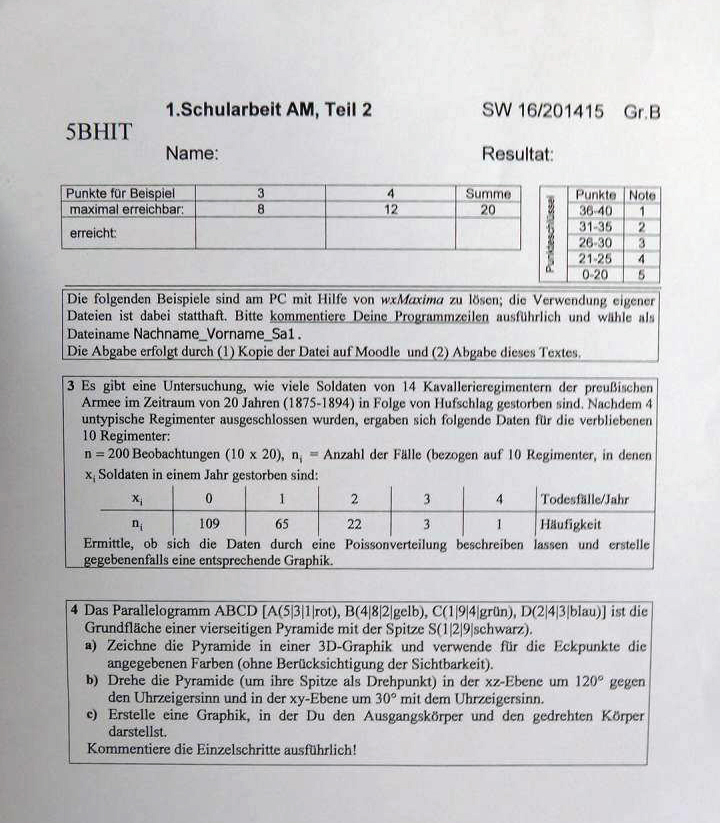 1.Schularbeit AM, Teil 2 SW 16/201415 Gr.B
5BHIT
Name: Resultat:
Punkte für Beispiel 3 4 Summe
maximal erreichbar: 8 12 20
erreicht:
Punkteschlüssel
Punkte Note
36-40 1
31-35 2
26-30 3
21-25 4
0-20 5
Die folgenden Beispiele sind am PC mit Hilfe von wxMaxima zu lösen; die Verwendung eigener
Dateien ist dabei statthaft. Bitte kommentiere Deine Programmzeilen ausführlich und wähle als
Dateiname Nachname_Vorname_Sa1.
Die Abgabe erfolgt durch (1) Kopie der Datei auf Moodle und (2) Abgabe dieses Textes.
3 Es gibt eine Untersuchung, wie viele Soldaten von 14 Kavallerieregimentern der preußischen
Armee im Zeitraum von 20 Jahren (1875-1894) in Folge von Hufschlag gestorben sind. Nachdem 4
untypische Regimenter ausgeschlossen wurden, ergaben sich folgende Daten für die verbliebenen
10 Regimenter:
n = 200 Beobachtungen (10 x 20), nᵢ = Anzahl der Fälle (bezogen auf 10 Regimenter, in denen
xᵢ Soldaten in einem Jahr gestorben sind:
xᵢ 0 1 2 3 4 Todesfälle/Jahr
nᵢ 109 65 22 3 1 Häufigkeit
Ermittle, ob sich die Daten durch eine Poissonverteilung beschreiben lassen und erstelle
gegebenenfalls eine entsprechende Graphik.
4 Das Parallelogramm ABCD [A(5|3|1|rot), B(4|8|2|gelb), C(1|9|4|grün), D(2|4|3|blau)] ist die
Grundfläche einer vierseitigen Pyramide mit der Spitze S(1|2|9|schwarz).
a) Zeichne die Pyramide in einer 3D-Graphik und verwende für die Eckpunkte die
angegebenen Farben (ohne Berücksichtigung der Sichtbarkeit).
b) Drehe die Pyramide (um ihre Spitze als Drehpunkt) in der xz-Ebene um 120° gegen
den Uhrzeigersinn und in der xy-Ebene um 30° mit dem Uhrzeigersinn.
c) Erstelle eine Graphik, in der Du den Ausgangskörper und den gedrehten Körper
darstellst.
Kommentiere die Einzelschritte ausführlich!